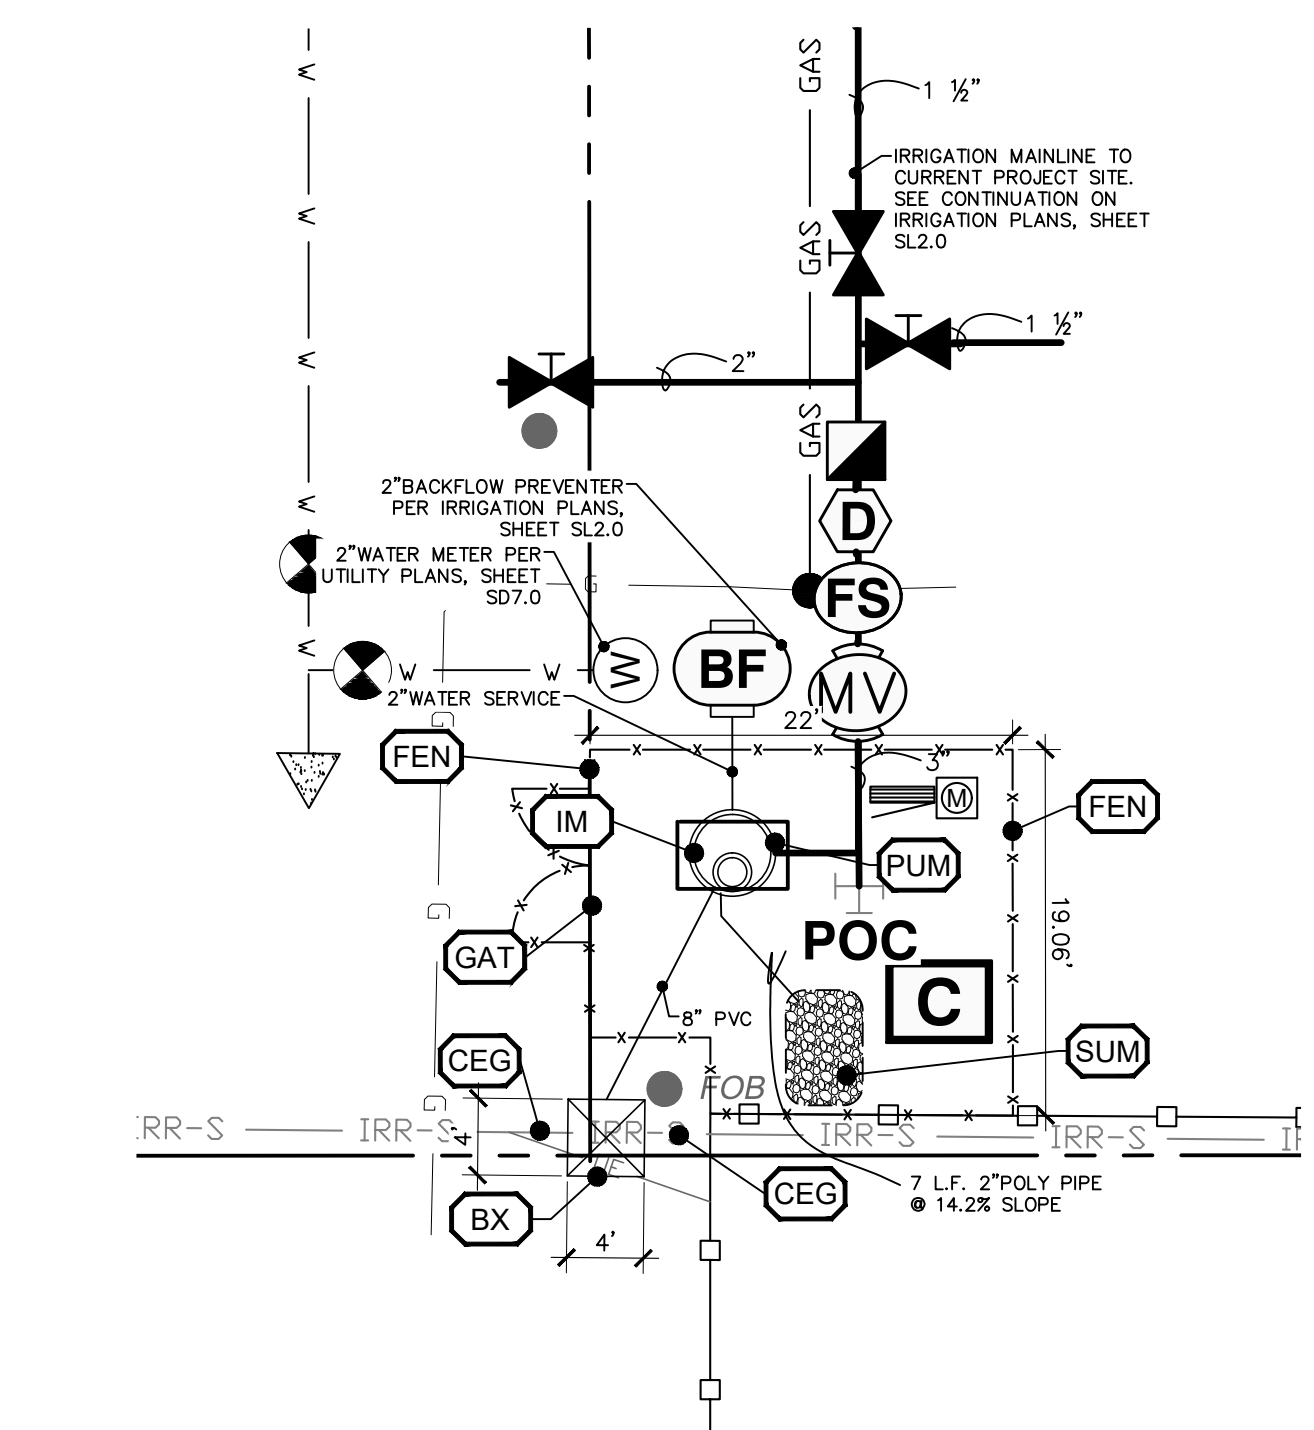 GAS
W
1 ½"
IRRIGATION MAINLINE TO
CURRENT PROJECT SITE.
SEE CONTINUATION ON
IRRIGATION PLANS, SHEET
SL2.0
W
GAS
1 ½"
W
2"
GAS
2"BACKFLOW PREVENTER
PER IRRIGATION PLANS,
SHEET SL2.0
W
D
2"WATER METER PER
UTILITY PLANS, SHEET
SD7.0
G
FS
W
W
W
W
BF
MV
2"WATER SERVICE
22'
G
FEN
3"
M
FEN
IM
PUM
G
POC
19.06'
GAT
C
8" PVC
CEG
SUM
FOB
G
4'
IRR-S
IRR-S
IRR-S
IRR-S
IRR-S
7 L.F. 2"POLY PIPE
@ 14.2% SLOPE
CEG
BX
4'